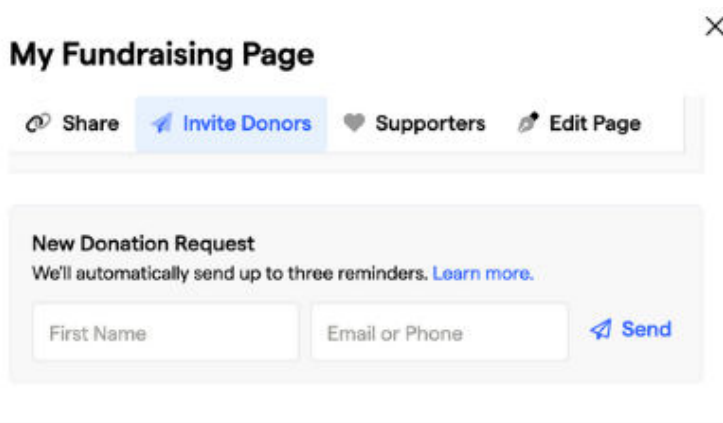 My Fundraising Page
Share Invite Donors Supporters Edit Page
New Donation Request
We'll automatically send up to three reminders. Learn more.
First Name Email or Phone Send